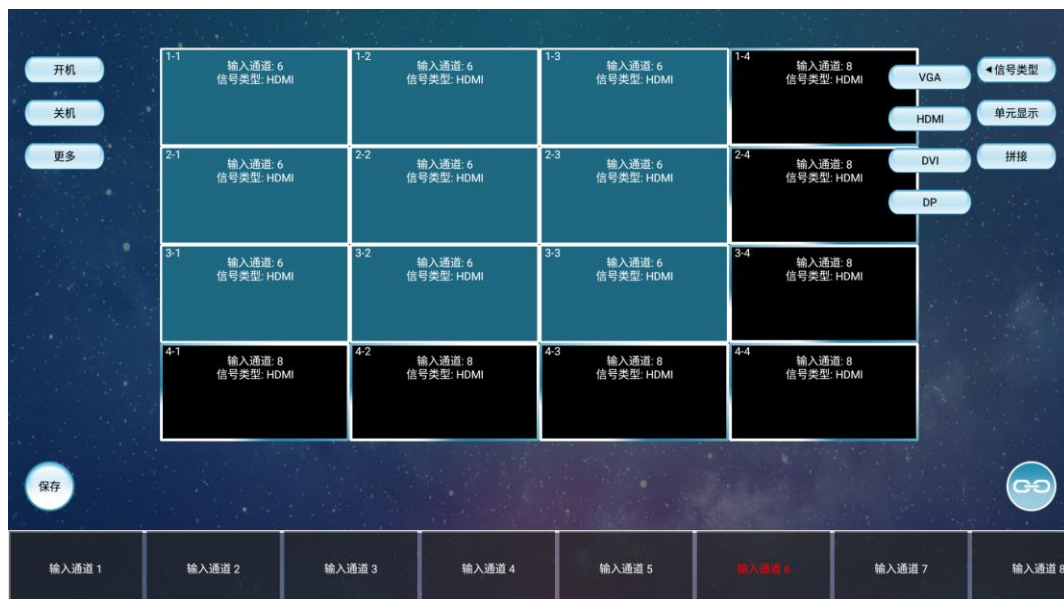 开机
关机
更多
1-1
输入通道: 6
信号类型: HDMI
1-2
输入通道: 6
信号类型: HDMI
1-3
输入通道: 6
信号类型: HDMI
1-4
输入通道: 8
信号类型: HDMI
2-1
输入通道: 6
信号类型: HDMI
2-2
输入通道: 6
信号类型: HDMI
2-3
输入通道: 6
信号类型: HDMI
2-4
输入通道: 8
信号类型: HDMI
3-1
输入通道: 6
信号类型: HDMI
3-2
输入通道: 6
信号类型: HDMI
3-3
输入通道: 6
信号类型: HDMI
3-4
输入通道: 8
信号类型: HDMI
4-1
输入通道: 8
信号类型: HDMI
4-2
输入通道: 8
信号类型: HDMI
4-3
输入通道: 8
信号类型: HDMI
4-4
输入通道: 8
信号类型: HDMI
VGA
HDMI
DVI
DP
◀信号类型
单元显示
拼接
保存
输入通道 1
输入通道 2
输入通道 3
输入通道 4
输入通道 5
输入通道 6
输入通道 7
输入通道 8